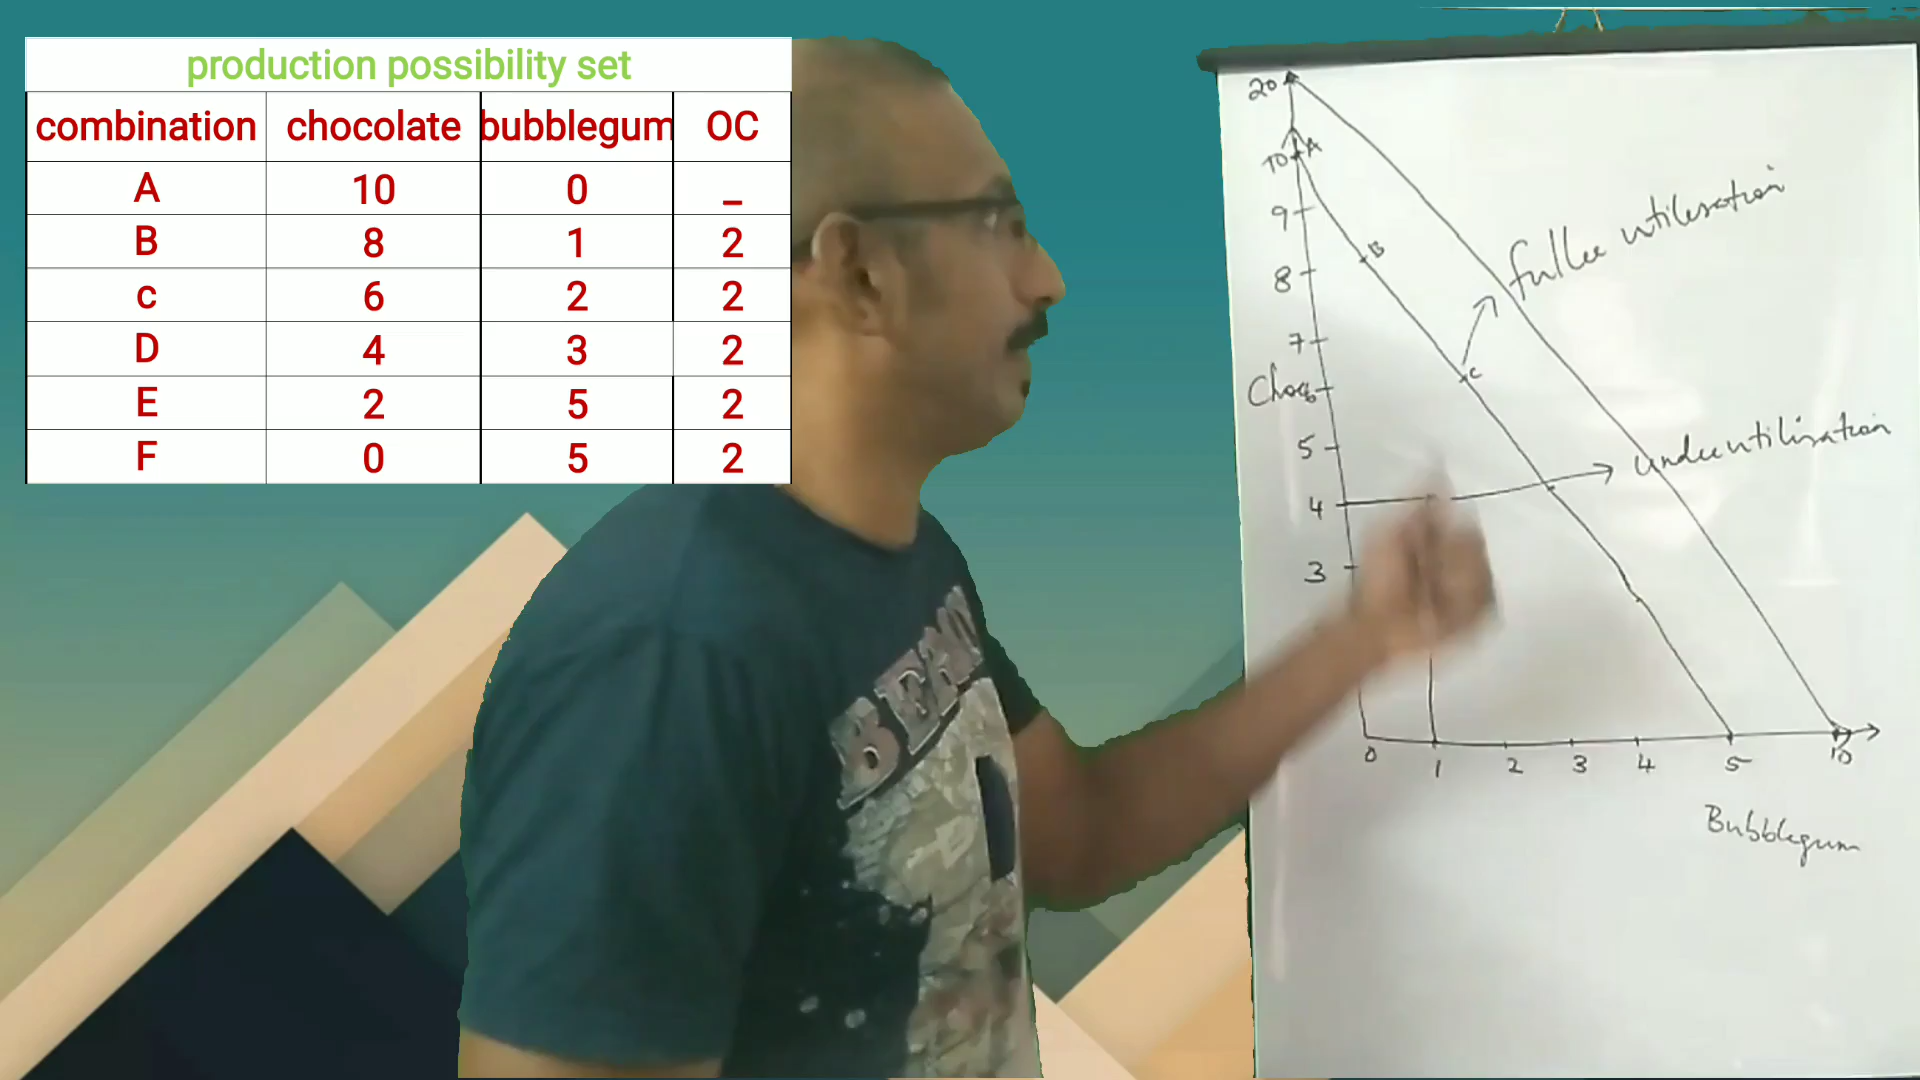 production possibility set
combination chocolate bubblegum OC
A 10 0 _
B 8 1 2
c 6 2 2
D 4 3 2
E 2 5 2
F 0 5 2
20
10 A
9
B
8
fullee utilisation
7
c
Choc 6
5
undeeutilisation
4
3
0 1 2 3 4 5 10
Bubblegum